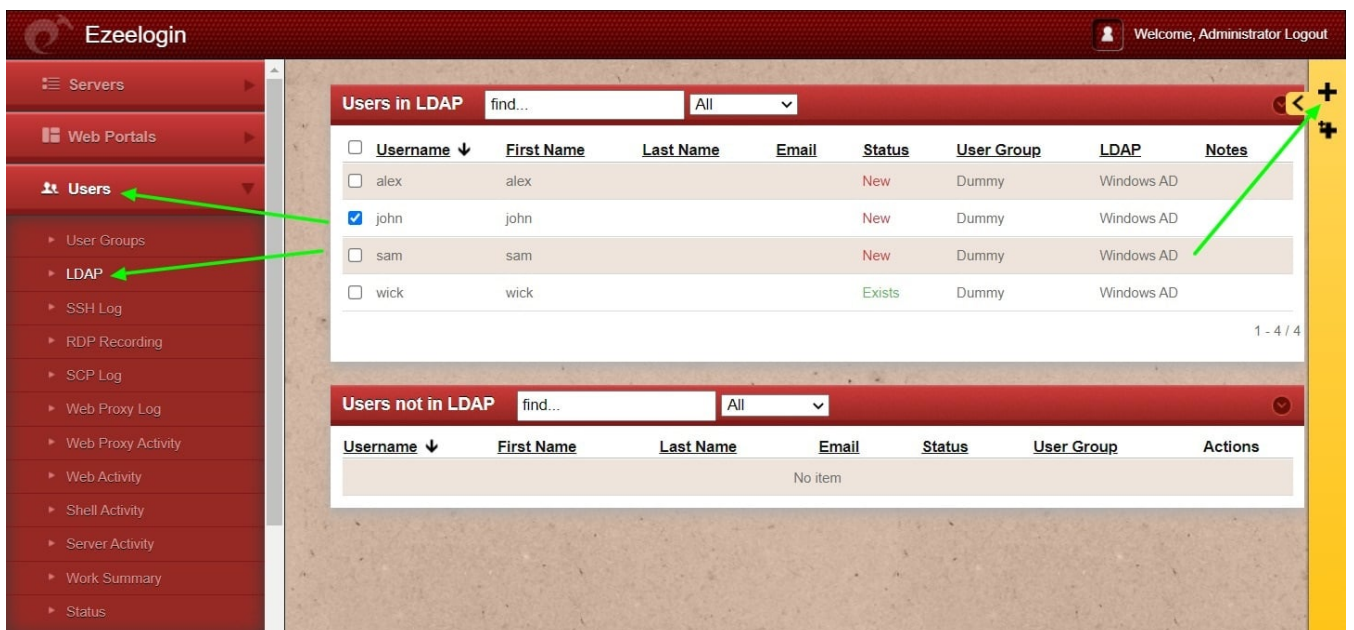 Ezeelogin
Welcome, Administrator Logout
Servers
Web Portals
Users
User Groups
LDAP
SSH Log
RDP Recording
SCP Log
Web Proxy Log
Web Proxy Activity
Web Activity
Shell Activity
Server Activity
Work Summary
Status
Users in LDAP find... All
Username First Name Last Name Email Status User Group LDAP Notes
alex alex New Dummy Windows AD
john john New Dummy Windows AD
sam sam New Dummy Windows AD
wick wick Exists Dummy Windows AD
1 - 4 / 4
Users not in LDAP find... All
Username First Name Last Name Email Status User Group Actions
No item